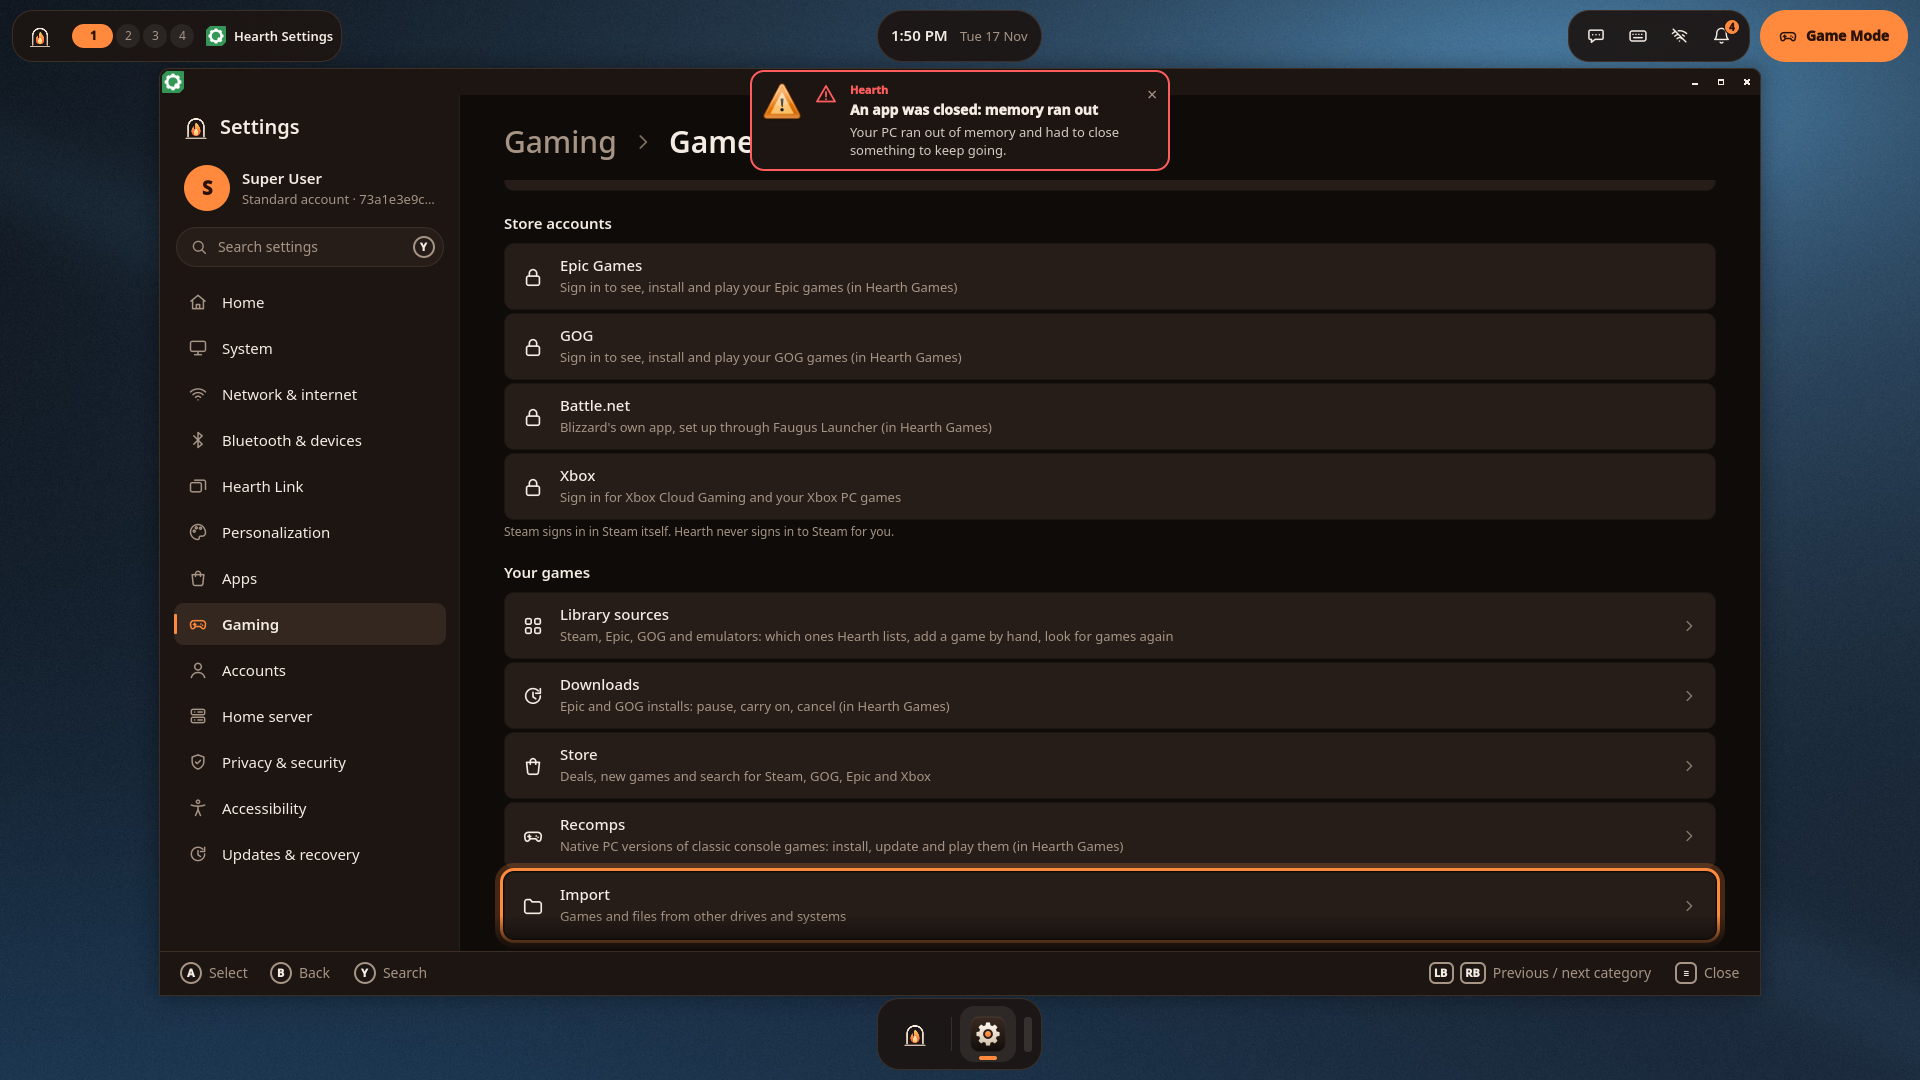 1 2 3 4 Hearth Settings
1:50 PM Tue 17 Nov
4
Game Mode
Hearth
An app was closed: memory ran out
Your PC ran out of memory and had to close
something to keep going.
Settings
S
Super User
Standard account · 73a1e3e9c...
Search settings Y
Home
System
Network & internet
Bluetooth & devices
Hearth Link
Personalization
Apps
Gaming
Accounts
Home server
Privacy & security
Accessibility
Updates & recovery
Gaming > Game
Store accounts
Epic Games
Sign in to see, install and play your Epic games (in Hearth Games)
GOG
Sign in to see, install and play your GOG games (in Hearth Games)
Battle.net
Blizzard's own app, set up through Faugus Launcher (in Hearth Games)
Xbox
Sign in for Xbox Cloud Gaming and your Xbox PC games
Steam signs in in Steam itself. Hearth never signs in to Steam for you.
Your games
Library sources
Steam, Epic, GOG and emulators: which ones Hearth lists, add a game by hand, look for games again
Downloads
Epic and GOG installs: pause, carry on, cancel (in Hearth Games)
Store
Deals, new games and search for Steam, GOG, Epic and Xbox
Recomps
Native PC versions of classic console games: install, update and play them (in Hearth Games)
Import
Games and files from other drives and systems
A Select B Back Y Search
LB RB Previous / next category ≡ Close